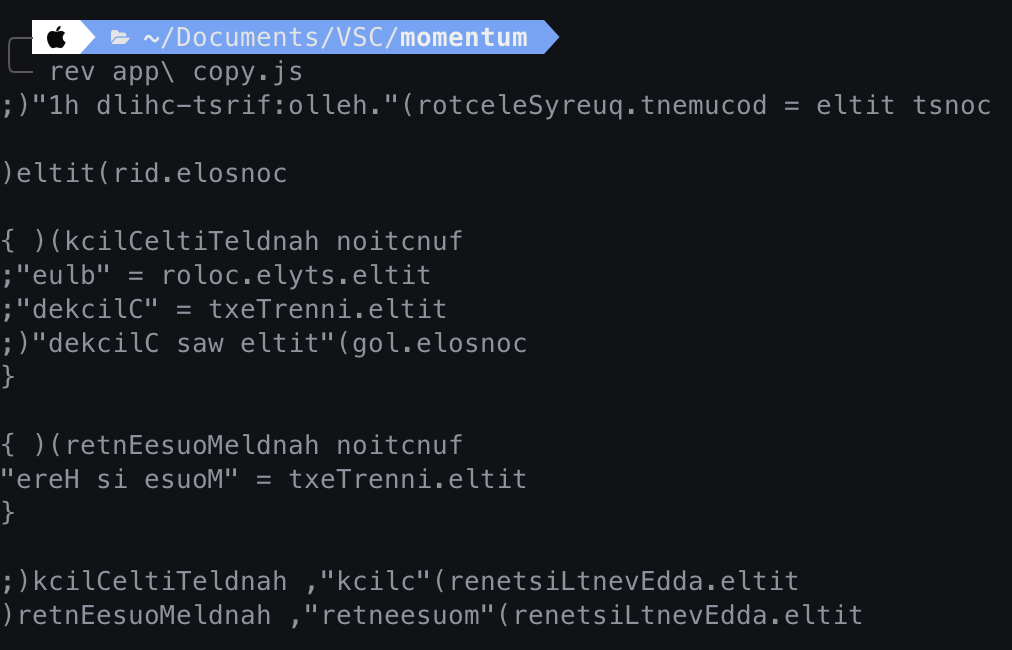 ~/Documents/VSC/momentum
rev app\ copy.js
;)"1h dlihc-tsrif:olleh."(rotceleSyreuq.tnemucod = eltit tsnoc
)eltit(rid.elosnoc
{ )(kcilCeltiTeldnah noitcnuf
;"eulb" = roloc.elyts.eltit
;"dekcilC" = txeTrenni.eltit
;)"dekcilC saw eltit"(gol.elosnoc
}
{ )(retnEesuoMeldnah noitcnuf
"ereH si esuoM" = txeTrenni.eltit
}
;)kcilCeltiTeldnah ,"kcilc"(renetsiLtnevEdda.eltit
)retnEesuoMeldnah ,"retneesuom"(renetsiLtnevEdda.eltit